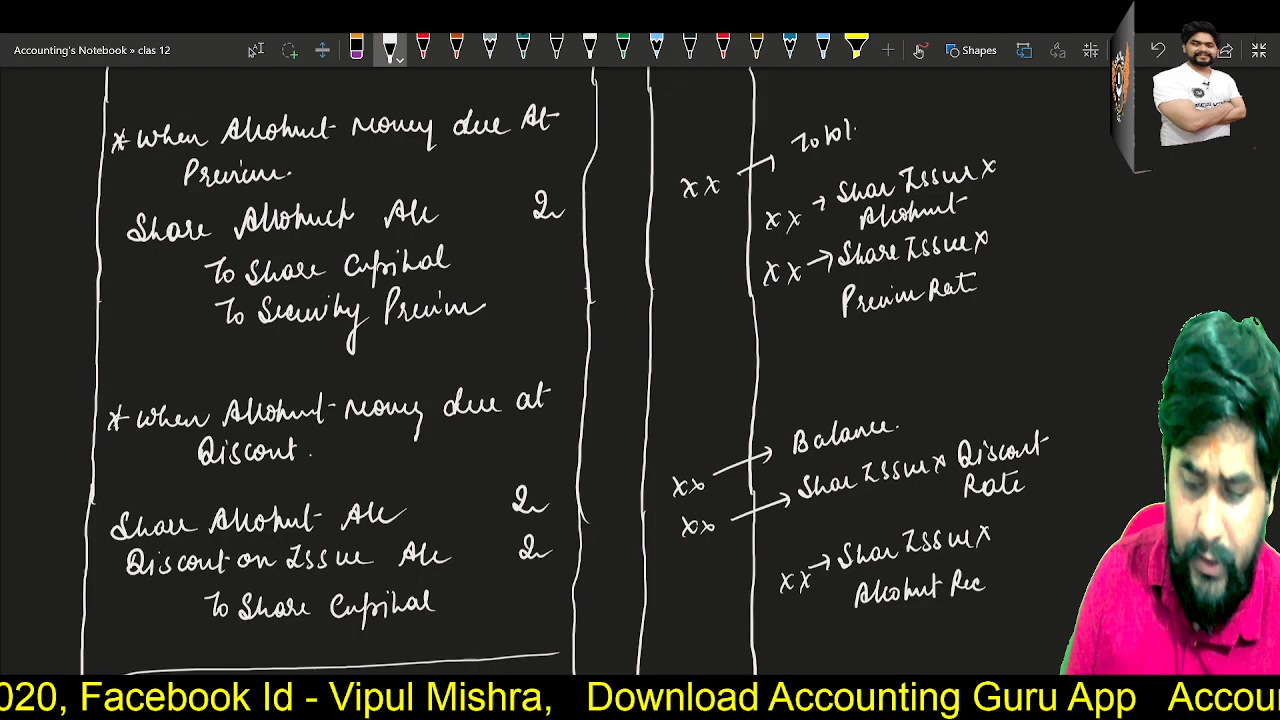 Accounting's Notebook » clas 12
Shapes
* When Allotment Money due At
Premium.
Total.
xx
Share Allotment A/c Dr
xx → Share Issue x
Allotment
To Share Capital
xx → Share Issue x
To Security Premium
Premium Rate
* When Allotment Money due at
Discount.
Balance.
xx
Share Issue x Discount
Rate
Share Allotment A/c Dr
xx
Discount on Issue A/c Dr
xx → Share Issue x
To Share Capital
Allotment Rec
2020, Facebook Id - Vipul Mishra, Download Accounting Guru App Accou